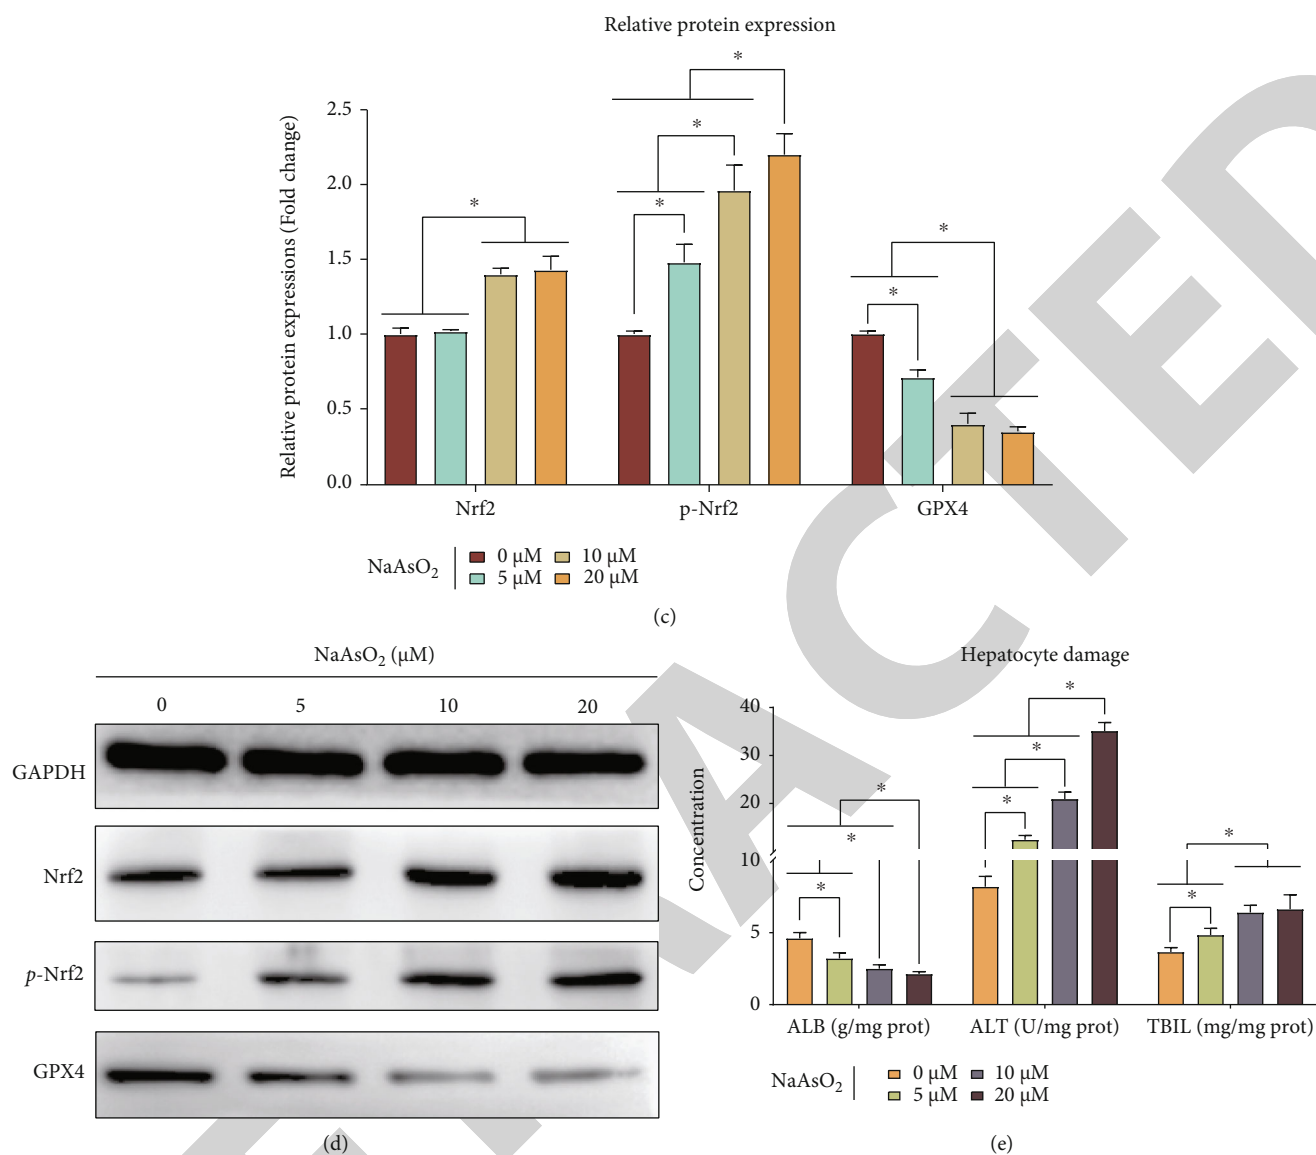 Relative protein expression
Relative protein expressions (Fold change)
2.5
2.0
1.5
1.0
0.5
0.0
*
*
*
*
*
*
Nrf2
p-Nrf2
GPX4
NaAsO2
0 µM
10 µM
5 µM
20 µM
(c)
NaAsO2 (µM)
0 5 10 20
GAPDH
Nrf2
p-Nrf2
GPX4
(d)
Hepatocyte damage
Concentration
40
30
20
10
5
0
*
*
*
*
*
*
*
*
ALB (g/mg prot) ALT (U/mg prot) TBIL (mg/mg prot)
NaAsO2
0 µM
10 µM
5 µM
20 µM
(e)
RETRACTED